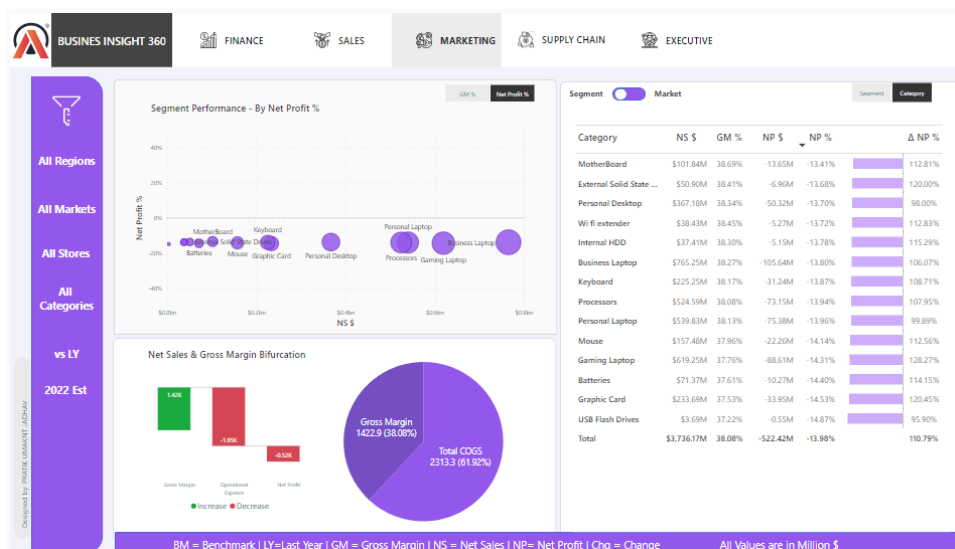 BUSINES INSIGHT 360
FINANCE
SALES
MARKETING
SUPPLY CHAIN
EXECUTIVE
All Regions
All Markets
All Stores
All
Categories
vs LY
2022 Est
Designed by: PRATIK UMAKNT JADHAV
GM %
Net Profit %
Segment Performance - By Net Profit %
Net Profit %
40%
20%
0%
-20%
-40%
MotherBoard
External Solid State Drives
Keyboard
Personal Laptop
Business Laptop
Batteries
Mouse
Graphic Card
Personal Desktop
Processors
Gaming Laptop
$0.0bn
$0.2bn
$0.4bn
$0.6bn
$0.8bn
NS $
Net Sales & Gross Margin Bifurcation
1.42K
-1.95K
-0.52K
Gross Margin
Operational
Expense
Net Profit
Increase
Decrease
Gross Margin
1422.9 (38.08%)
Total COGS
2313.3 (61.92%)
Segment
Market
Segment
Category
Category NS $ GM % NP $ NP % Δ NP %
MotherBoard $101.84M 38.69% -13.65M -13.41% 112.81%
External Solid State ... $50.90M 38.41% -6.96M -13.68% 120.00%
Personal Desktop $367.18M 38.34% -50.32M -13.70% 98.00%
Wi fi extender $38.43M 38.45% -5.27M -13.72% 112.83%
Internal HDD $37.41M 38.30% -5.15M -13.78% 115.29%
Business Laptop $765.25M 38.27% -105.64M -13.80% 106.07%
Keyboard $225.25M 38.17% -31.24M -13.87% 108.71%
Processors $524.59M 38.08% -73.15M -13.94% 107.95%
Personal Laptop $539.83M 38.13% -75.38M -13.96% 99.89%
Mouse $157.48M 37.96% -22.26M -14.14% 112.56%
Gaming Laptop $619.25M 37.76% -88.61M -14.31% 128.27%
Batteries $71.37M 37.61% -10.27M -14.40% 114.15%
Graphic Card $233.69M 37.53% -33.95M -14.53% 120.45%
USB Flash Drives $3.69M 37.22% -0.55M -14.87% 95.90%
Total $3,736.17M 38.08% -522.42M -13.98% 110.79%
BM = Benchmark | LY=Last Year | GM = Gross Margin | NS = Net Sales | NP= Net Profit | Chg = Change
All Values are in Million $